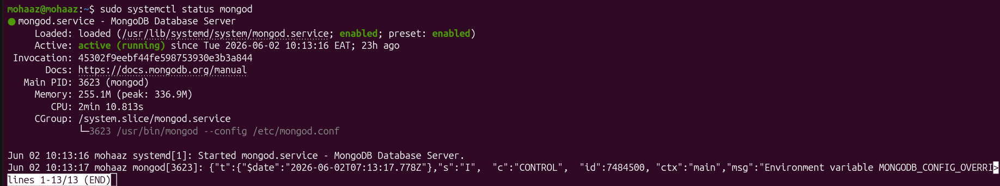 mohaaz@mohaaz:~$ sudo systemctl status mongod
● mongod.service - MongoDB Database Server
     Loaded: loaded (/usr/lib/systemd/system/mongod.service; enabled; preset: enabled)
     Active: active (running) since Tue 2026-06-02 10:13:16 EAT; 23h ago
 Invocation: 45302f9eebf44fe598753930e3b3a844
       Docs: https://docs.mongodb.org/manual
   Main PID: 3623 (mongod)
     Memory: 255.1M (peak: 336.9M)
        CPU: 2min 10.813s
     CGroup: /system.slice/mongod.service
             └─3623 /usr/bin/mongod --config /etc/mongod.conf
Jun 02 10:13:16 mohaaz systemd[1]: Started mongod.service - MongoDB Database Server.
Jun 02 10:13:17 mohaaz mongod[3623]: {"t":{"$date":"2026-06-02T07:13:17.778Z"},"s":"I",  "c":"CONTROL",  "id":7484500, "ctx":"main","msg":"Environment variable MONGODB_CONFIG_OVERRI>
lines 1-13/13 (END)